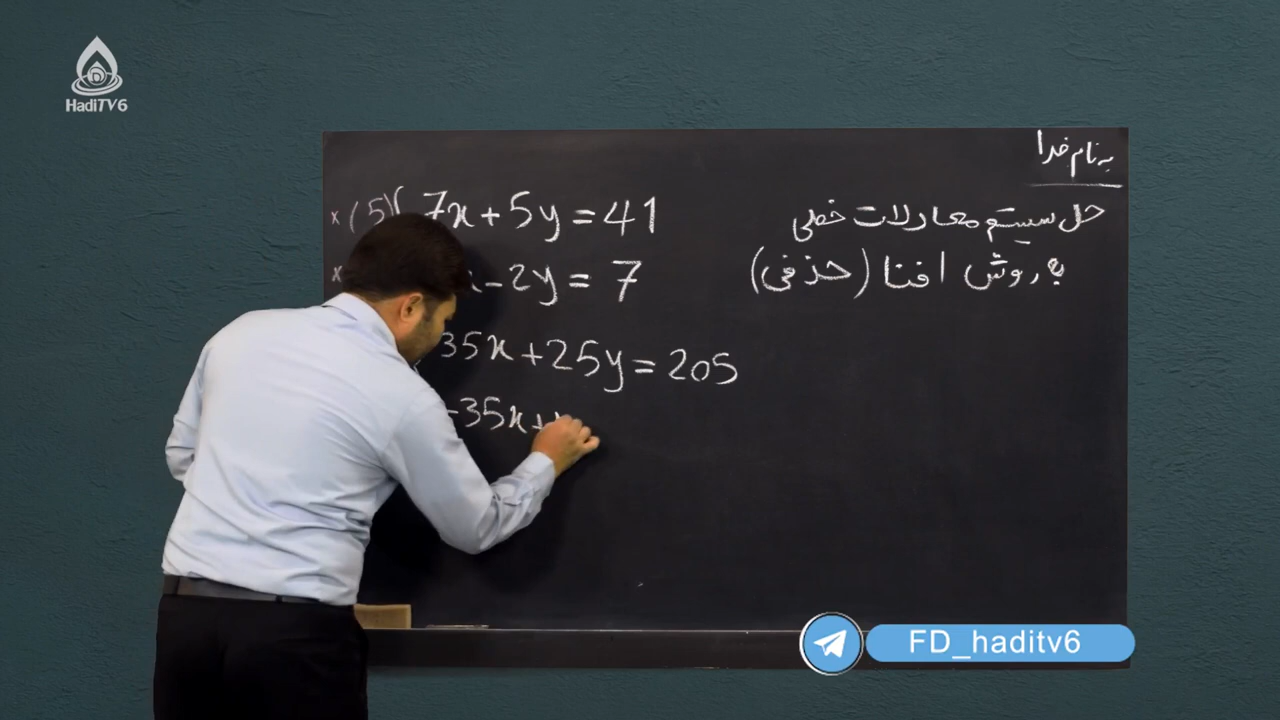 HadiTV6
به نام خدا
حل سیستم معادلات خطی
به روش افنا (حذفی)
×(5)( 7x+5y=41
-2y=7
35x+25y=205
-35x+
FD_haditv6